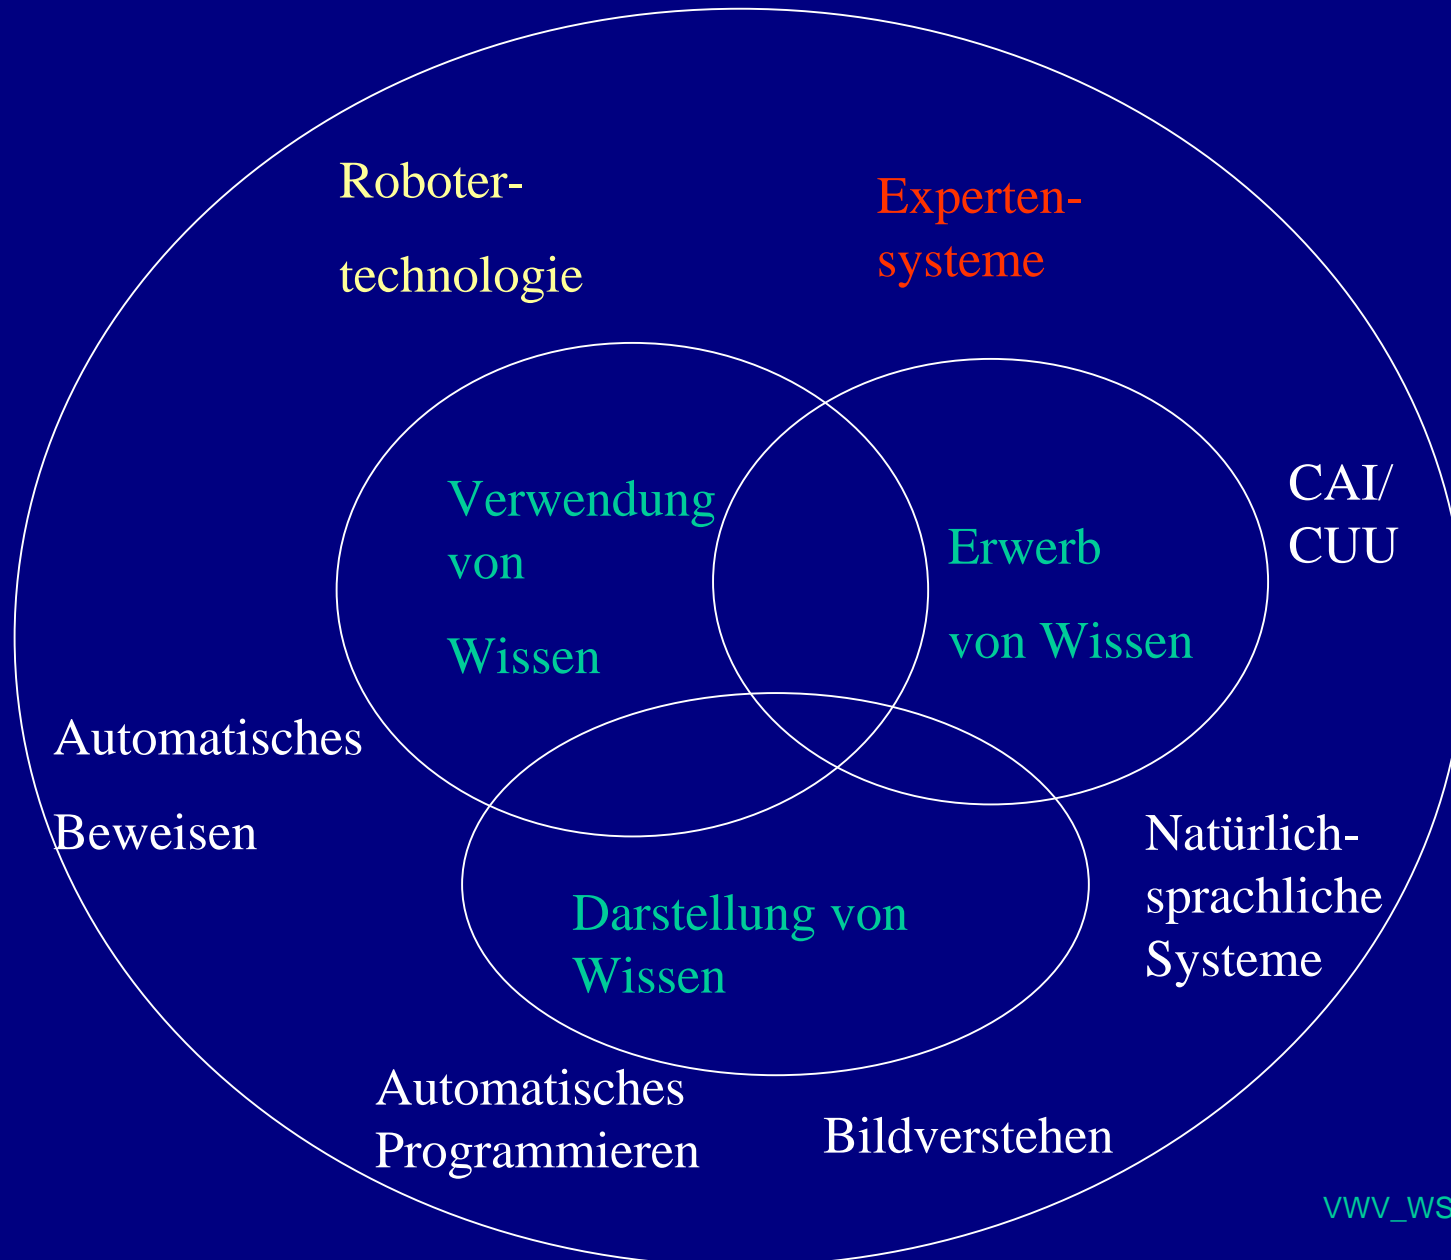 Roboter-
technologie
Experten-
systeme
Verwendung
von
Wissen
Erwerb
von Wissen
CAI/
CUU
Automatisches
Beweisen
Natürlich-
sprachliche
Systeme
Darstellung von
Wissen
Automatisches
Programmieren
Bildverstehen
VWV_WS